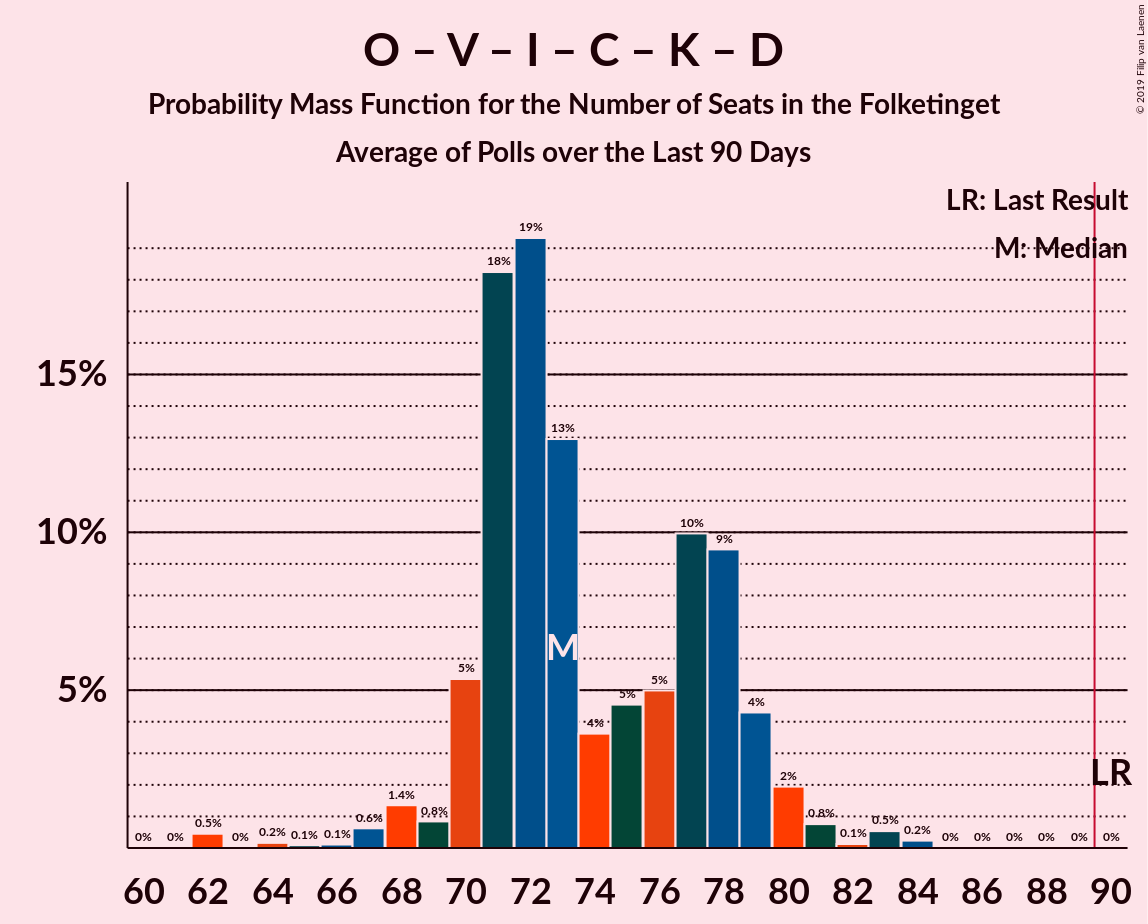 O – V – I – C – K – D
Probability Mass Function for the Number of Seats in the Folketinget
Average of Polls over the Last 90 Days
© 2019 Filip van Laenen
LR: Last Result
M: Median
15%
10%
5%
0% 0% 0.5% 0% 0.2% 0.1% 0.1% 0.6% 1.4% 0.8% 5% 18% 19% 13% 4% 5% 5% 10% 9% 4% 2% 0.8% 0.1% 0.5% 0.2% 0% 0% 0% 0% 0% 0%
M
LR
60 62 64 66 68 70 72 74 76 78 80 82 84 86 88 90